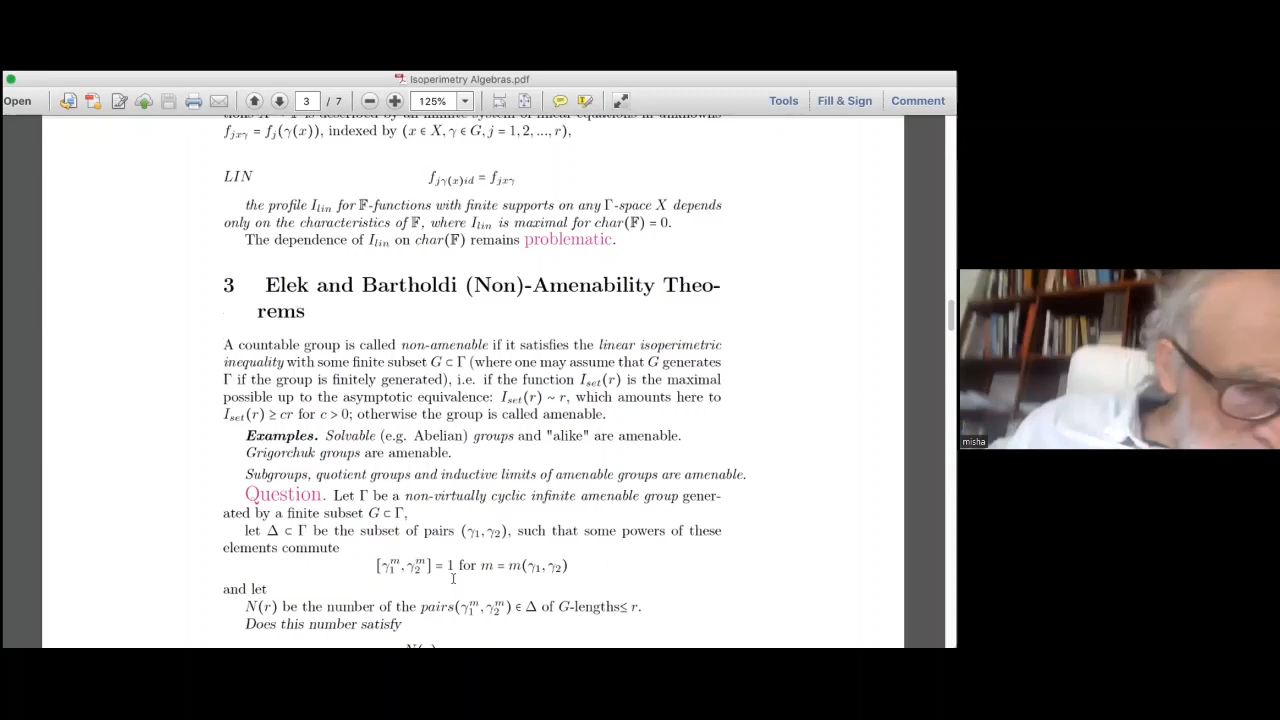 Isoperimetry Algebras.pdf
Open 3 / 7 125% Tools Fill & Sign Comment
f_{jxγ} = f_j(γ(x)), indexed by (x ∈ X, γ ∈ G, j = 1, 2, ..., r),
LIN f_{jγ(x)id} = f_{jxγ}
the profile I_{lin} for 𝔽-functions with finite supports on any Γ-space X depends
only on the characteristics of 𝔽, where I_{lin} is maximal for char(𝔽) = 0.
The dependence of I_{lin} on char(𝔽) remains problematic.
3 Elek and Bartholdi (Non)-Amenability Theo-
rems
A countable group is called non-amenable if it satisfies the linear isoperimetric
inequality with some finite subset G ⊂ Γ (where one may assume that G generates
Γ if the group is finitely generated), i.e. if the function I_{set}(r) is the maximal
possible up to the asymptotic equivalence: I_{set}(r) ~ r, which amounts here to
I_{set}(r) ≥ cr for c > 0; otherwise the group is called amenable.
Examples. Solvable (e.g. Abelian) groups and "alike" are amenable.
Grigorchuk groups are amenable.
Subgroups, quotient groups and inductive limits of amenable groups are amenable.
Question. Let Γ be a non-virtually cyclic infinite amenable group gener-
ated by a finite subset G ⊂ Γ,
let Δ ⊂ Γ be the subset of pairs (γ₁, γ₂), such that some powers of these
elements commute
[γ₁^m, γ₂^m] = 1 for m = m(γ₁, γ₂)
and let
N(r) be the number of the pairs(γ₁^m, γ₂^m) ∈ Δ of G-lengths≤ r.
Does this number satisfy
misha